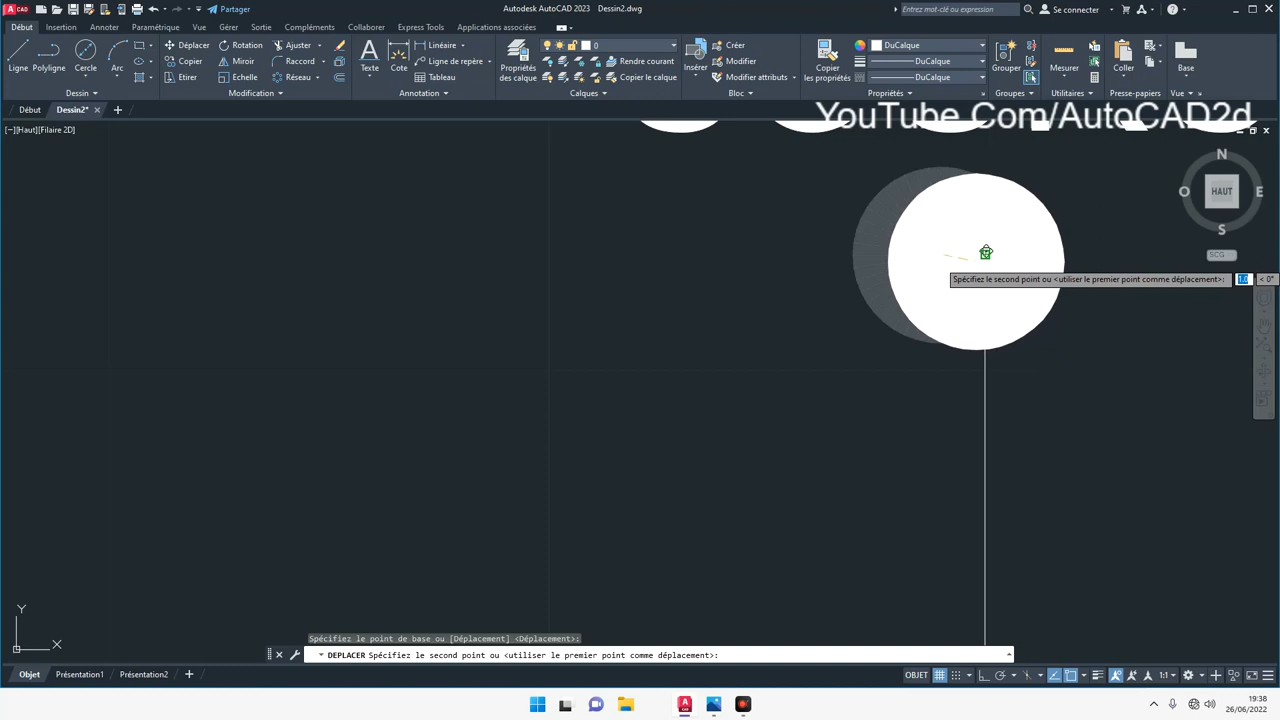 Partager
Autodesk AutoCAD 2023 Dessin2.dwg
Entrez mot-clé ou expression
Se connecter
Début Insertion Annoter Paramétrique Vue Gérer Sortie Compléments Collaborer Express Tools Applications associées
Ligne Polyligne Cercle Arc
Déplacer Rotation Ajuster
Copier Miroir Raccord
Etirer Echelle Réseau
Texte Cote
Linéaire
Ligne de repère
Tableau
Propriétés des calque
0
Rendre courant
Copier le calque
Insérer
Créer
Modifier
Modifier attributs
Copier les propriétés
DuCalque
DuCalque
DuCalque
Grouper
Mesurer
Coller
Base
Dessin Modification Annotation Calques Bloc Propriétés Groupes Utilitaires Presse-papiers Vue
Début Dessin2*
YouTube Com/AutoCAD2d
[−][Haut][Filaire 2D]
N
O HAUT E
S
SCG
Spécifiez le second point ou <utiliser le premier point comme déplacement>: < 0°
Y
X
Spécifiez le point de base ou [Déplacement] <Déplacement>:
DEPLACER Spécifiez le second point ou <utiliser le premier point comme déplacement>:
Objet Présentation1 Présentation2
OBJET 1:1
19:38
26/06/2022